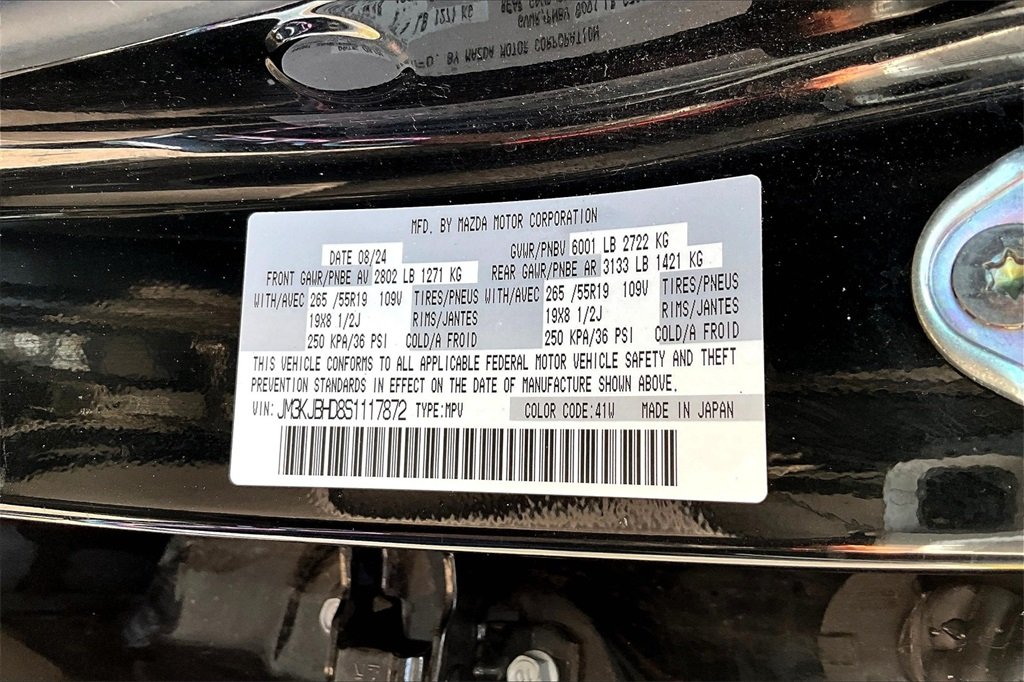 MFD. BY MAZDA MOTOR CORPORATION
DATE 08/24 GVWR/PNBV 6001 LB 2722 KG
FRONT GAWR/PNBE AV 2802 LB 1271 KG REAR GAWR/PNBE AR 3133 LB 1421 KG
WITH/AVEC 265 /55R19 109V TIRES/PNEUS WITH/AVEC 265 /55R19 109V TIRES/PNEUS
19X8 1/2J RIMS/JANTES 19X8 1/2J RIMS/JANTES
250 KPA/36 PSI COLD/A FROID 250 KPA/36 PSI COLD/A FROID
THIS VEHICLE CONFORMS TO ALL APPLICABLE FEDERAL MOTOR VEHICLE SAFETY AND THEFT
PREVENTION STANDARDS IN EFFECT ON THE DATE OF MANUFACTURE SHOWN ABOVE.
VIN: JM3KJBHD8S1117872 TYPE:MPV COLOR CODE:41W MADE IN JAPAN